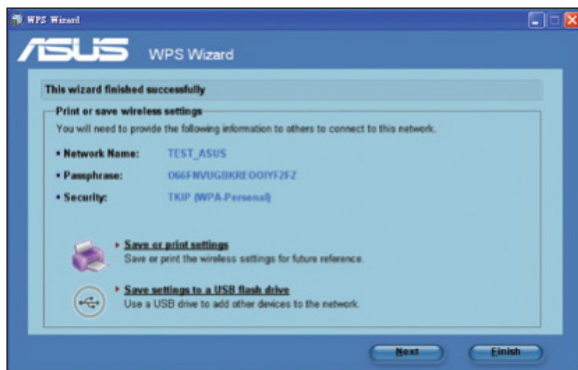 WPS Wizard
ASUS WPS Wizard
This wizard finished successfully
Print or save wireless settings
You will need to provide the following information to others to connect to this network.
Network Name: TEST_ASUS
Passphrase: O66FNVUGBKREOOIYF2FZ
Security: TKIP (WPA-Personal)
Save or print settings
Save or print the wireless settings for future reference.
Save settings to a USB flash drive
Use a USB drive to add other devices to the network.
Next Finish